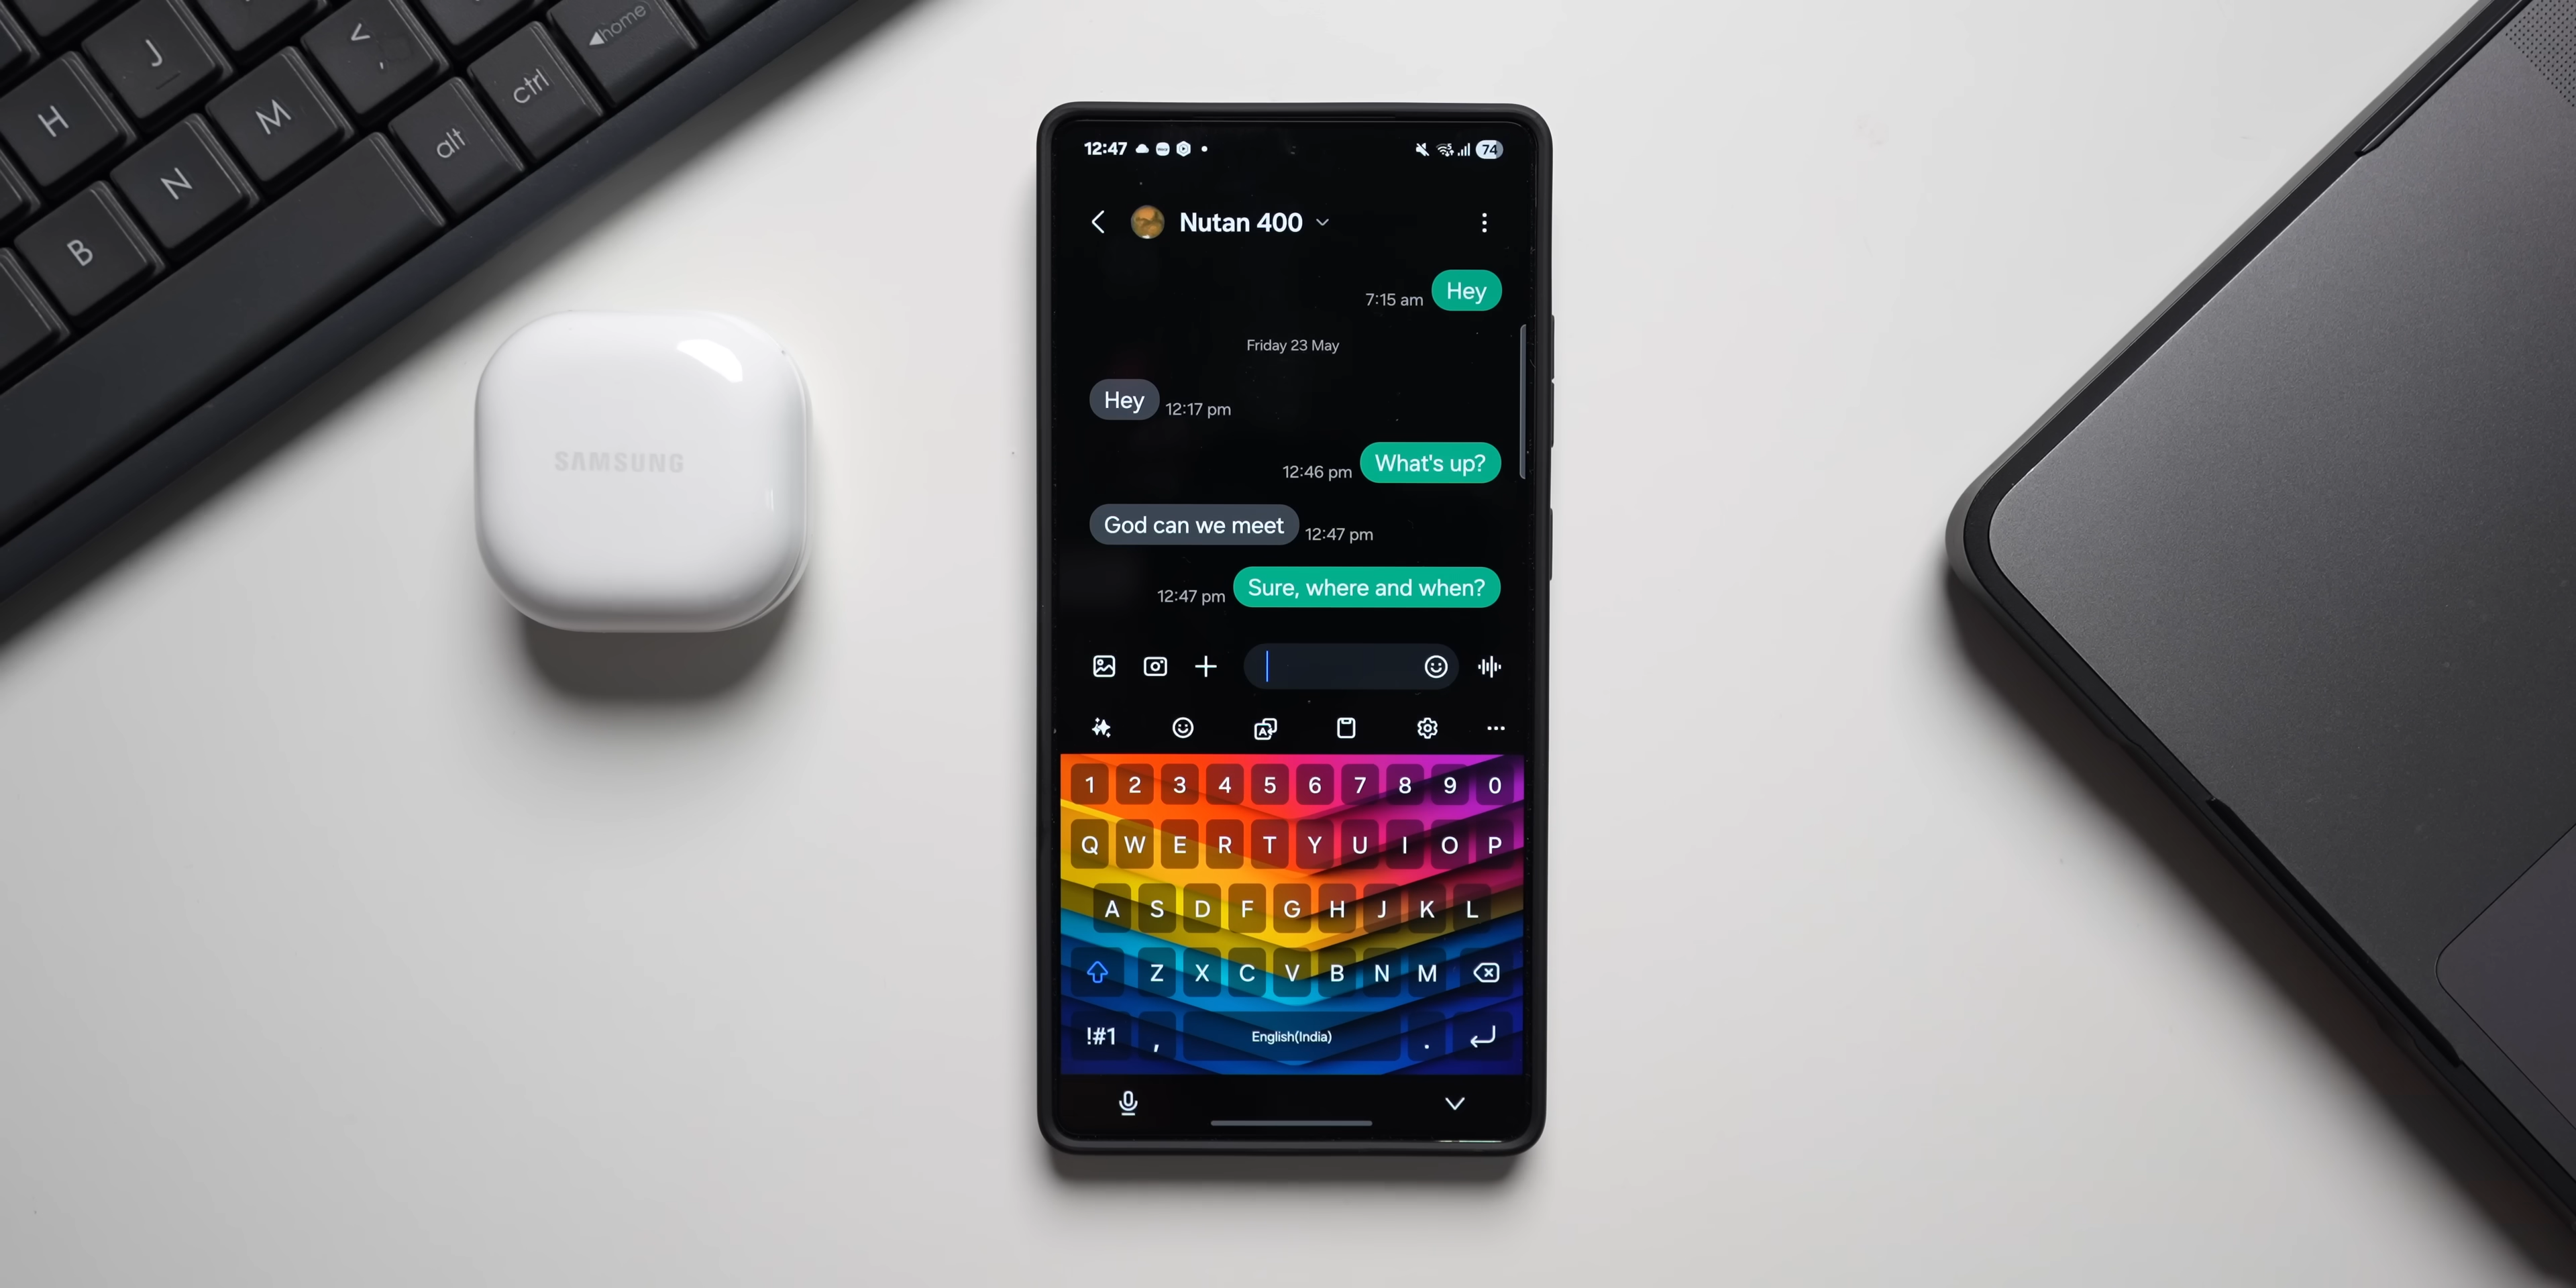 J
<
,
◀home
H
M
ctrl
N
alt
B
SAMSUNG
12:47
74
Nutan 400
7:15 am Hey
Friday 23 May
Hey 12:17 pm
12:46 pm What's up?
God can we meet 12:47 pm
12:47 pm Sure, where and when?
1 2 3 4 5 6 7 8 9 0
Q W E R T Y U I O P
A S D F G H J K L
Z X C V B N M
!#1 , English(India) .